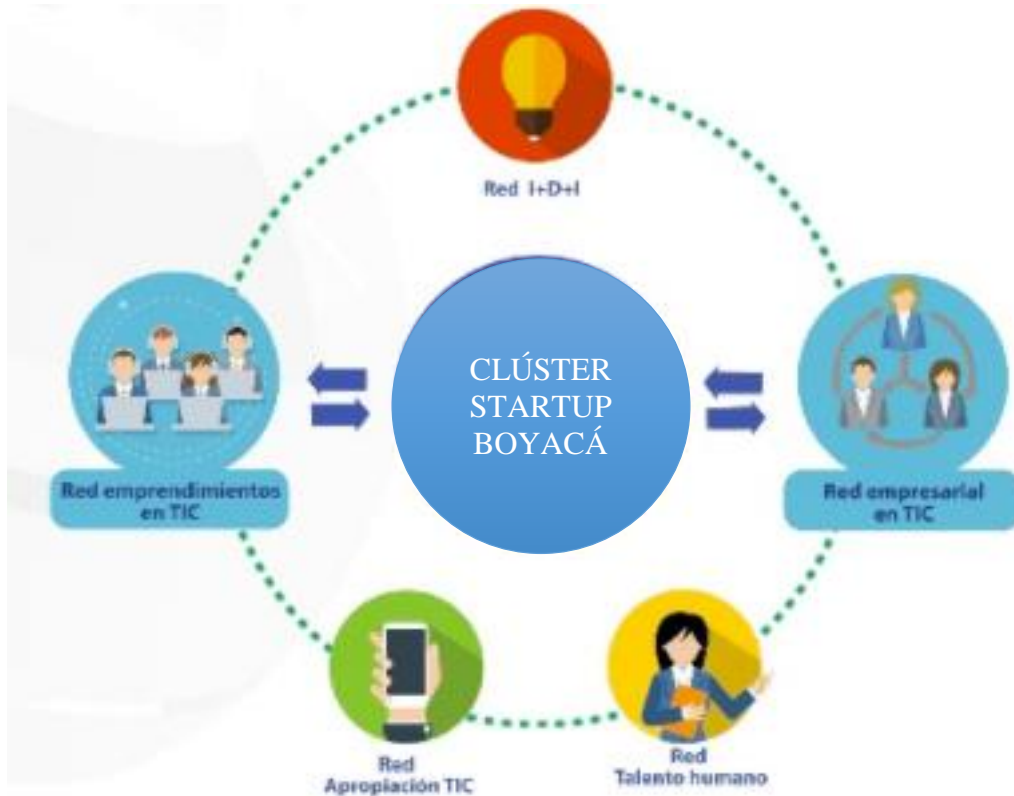 Red I+D+I
CLÚSTER
STARTUP
BOYACÁ
Red emprendimientos
en TIC
Red empresarial
en TIC
Red
Apropiación TIC
Red
Talento humano